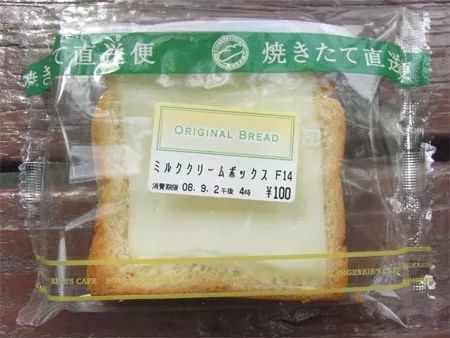 焼きたて直送便
焼きたて直送便
ORIGINAL BREAD
ミルククリームボックス F14
消費期限 08. 9. 2午後 4時 ¥100